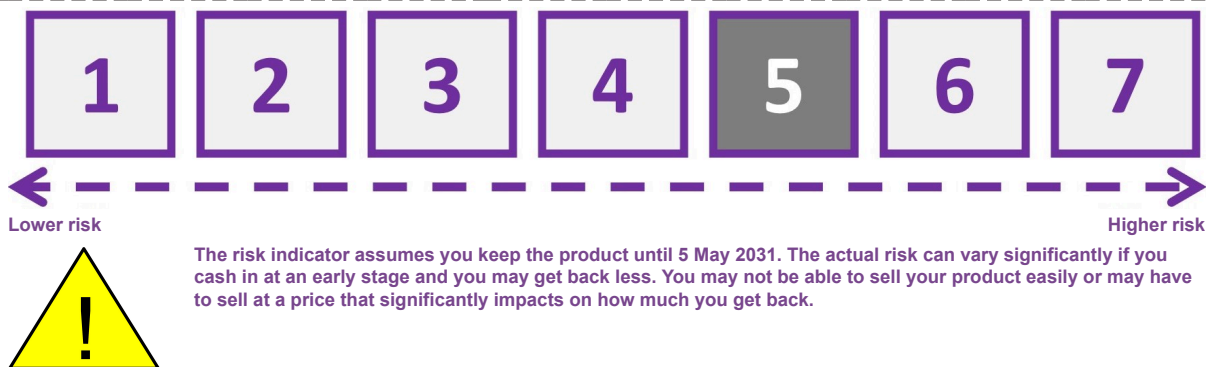 1 2 3 4 5 6 7
Lower risk Higher risk
The risk indicator assumes you keep the product until 5 May 2031. The actual risk can vary significantly if you
cash in at an early stage and you may get back less. You may not be able to sell your product easily or may have
to sell at a price that significantly impacts on how much you get back.
!